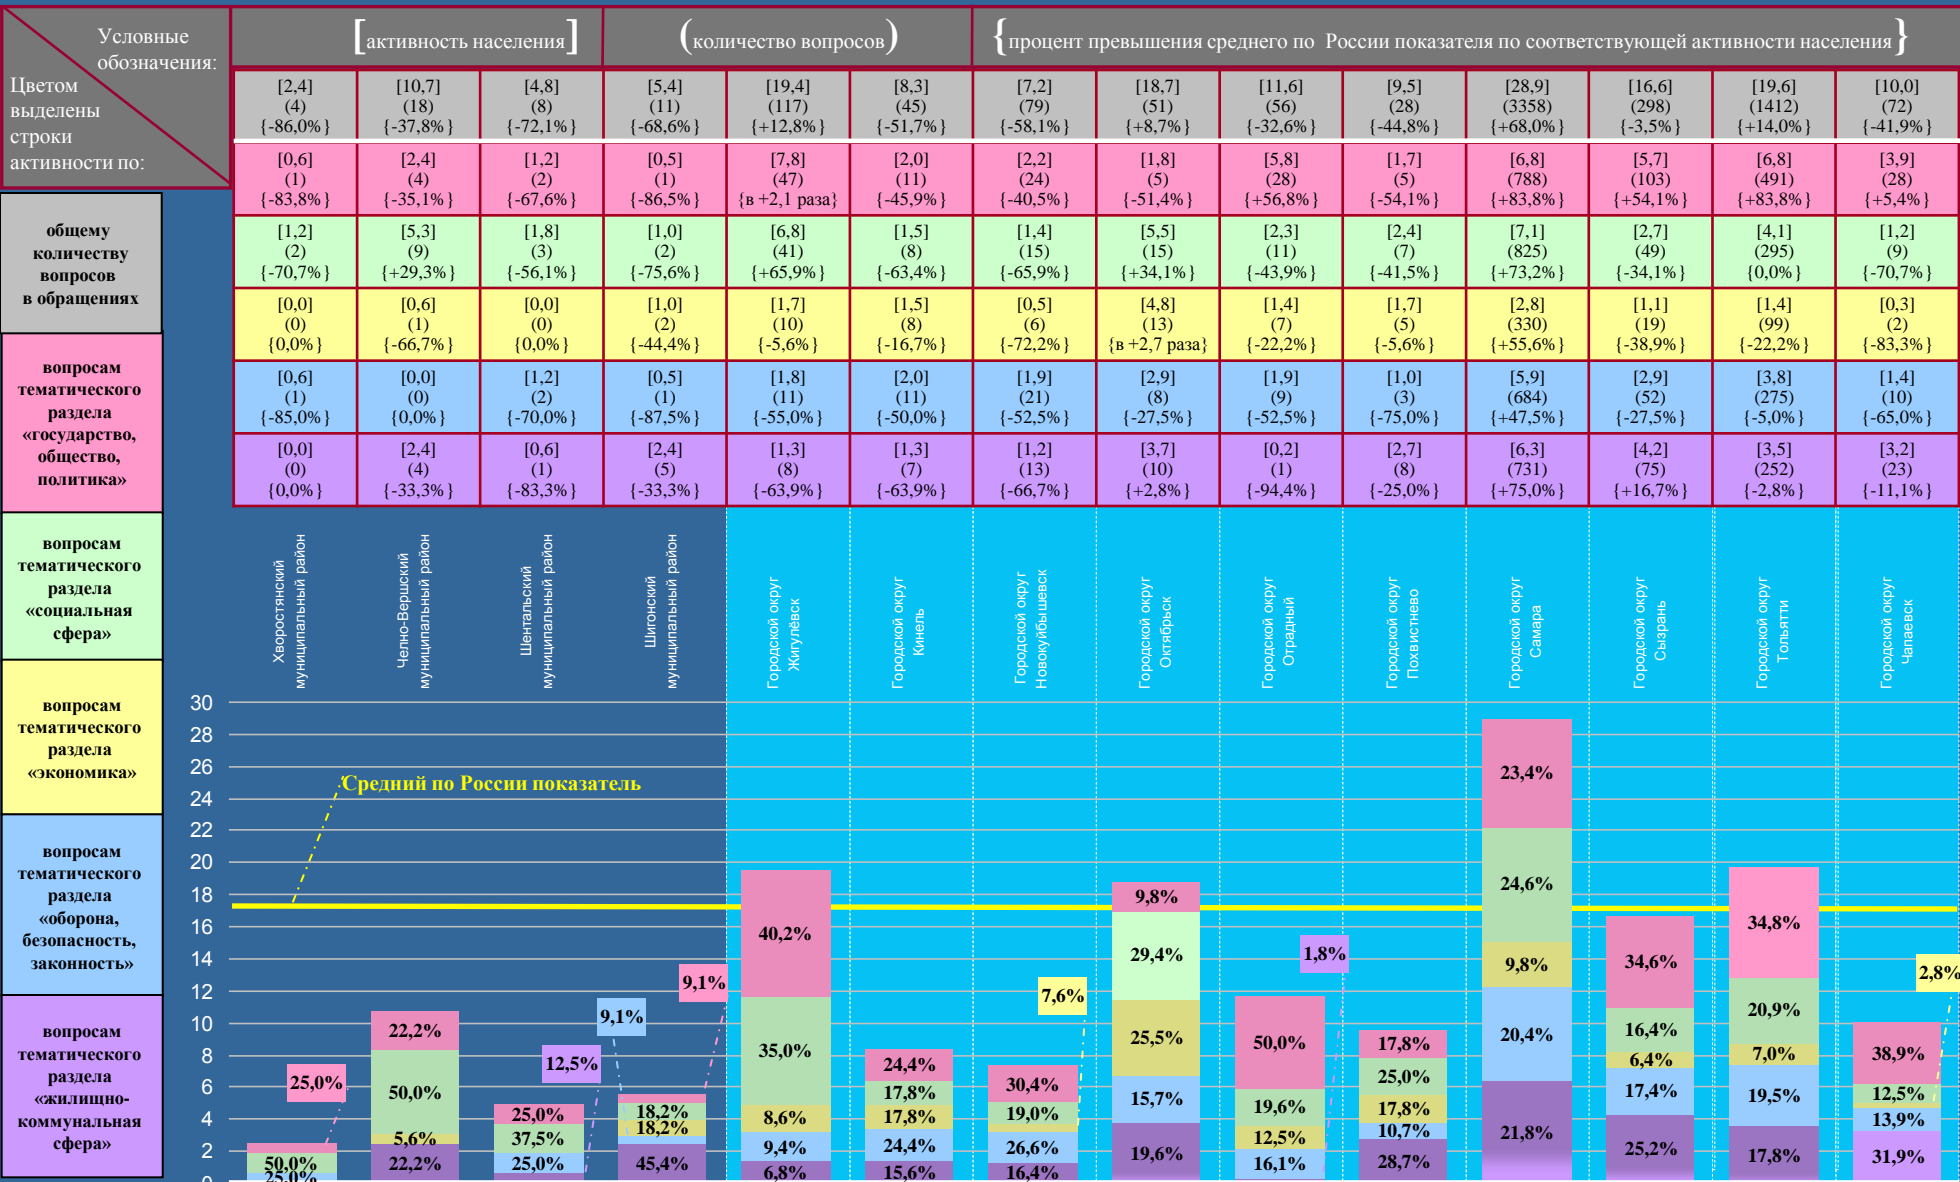 Условные
обозначения:
Цветом
выделены
строки
активности по:
[активность населения]
(количество вопросов)
{процент превышения среднего по России показателя по соответствующей активности населения}
[2,4] [10,7] [4,8] [5,4] [19,4] [8,3] [7,2] [18,7] [11,6] [9,5] [28,9] [16,6] [19,6] [10,0]
(4) (18) (8) (11) (117) (45) (79) (51) (56) (28) (3358) (298) (1412) (72)
{-86,0%} {-37,8%} {-72,1%} {-68,6%} {+12,8%} {-51,7%} {-58,1%} {+8,7%} {-32,6%} {-44,8%} {+68,0%} {-3,5%} {+14,0%} {-41,9%}
[0,6] [2,4] [1,2] [0,5] [7,8] [2,0] [2,2] [1,8] [5,8] [1,7] [6,8] [5,7] [6,8] [3,9]
(1) (4) (2) (1) (47) (11) (24) (5) (28) (5) (788) (103) (491) (28)
{-83,8%} {-35,1%} {-67,6%} {-86,5%} {в +2,1 раза} {-45,9%} {-40,5%} {-51,4%} {+56,8%} {-54,1%} {+83,8%} {+54,1%} {+83,8%} {+5,4%}
[1,2] [5,3] [1,8] [1,0] [6,8] [1,5] [1,4] [5,5] [2,3] [2,4] [7,1] [2,7] [4,1] [1,2]
(2) (9) (3) (2) (41) (8) (15) (15) (11) (7) (825) (49) (295) (9)
{-70,7%} {+29,3%} {-56,1%} {-75,6%} {+65,9%} {-63,4%} {-65,9%} {+34,1%} {-43,9%} {-41,5%} {+73,2%} {-34,1%} {0,0%} {-70,7%}
[0,0] [0,6] [0,0] [1,0] [1,7] [1,5] [0,5] [4,8] [1,4] [1,7] [2,8] [1,1] [1,4] [0,3]
(0) (1) (0) (2) (10) (8) (6) (13) (7) (5) (330) (19) (99) (2)
{0,0%} {-66,7%} {0,0%} {-44,4%} {-5,6%} {-16,7%} {-72,2%} {в +2,7 раза} {-22,2%} {-5,6%} {+55,6%} {-38,9%} {-22,2%} {-83,3%}
[0,6] [0,0] [1,2] [0,5] [1,8] [2,0] [1,9] [2,9] [1,9] [1,0] [5,9] [2,9] [3,8] [1,4]
(1) (0) (2) (1) (11) (11) (21) (8) (9) (3) (684) (52) (275) (10)
{-85,0%} {0,0%} {-70,0%} {-87,5%} {-55,0%} {-50,0%} {-52,5%} {-27,5%} {-52,5%} {-75,0%} {+47,5%} {-27,5%} {-5,0%} {-65,0%}
[0,0] [2,4] [0,6] [2,4] [1,3] [1,3] [1,2] [3,7] [0,2] [2,7] [6,3] [4,2] [3,5] [3,2]
(0) (4) (1) (5) (8) (7) (13) (10) (1) (8) (731) (75) (252) (23)
{0,0%} {-33,3%} {-83,3%} {-33,3%} {-63,9%} {-63,9%} {-66,7%} {+2,8%} {-94,4%} {-25,0%} {+75,0%} {+16,7%} {-2,8%} {-11,1%}
общему
количеству
вопросов
в обращениях
вопросам
тематического
раздела
«государство,
общество,
политика»
вопросам
тематического
раздела
«социальная
сфера»
вопросам
тематического
раздела
«экономика»
вопросам
тематического
раздела
«оборона,
безопасность,
законность»
вопросам
тематического
раздела
«жилищно-
коммунальная
сфера»
Хворостянский
муниципальный район
Челно-Вершский
муниципальный район
Шентальский
муниципальный район
Шигонский
муниципальный район
Городской округ
Жигулёвск
Городской округ
Кинель
Городской округ
Новокуйбышевск
Городской округ
Октябрьск
Городской округ
Отрадный
Городской округ
Похвистнево
Городской округ
Самара
Городской округ
Сызрань
Городской округ
Тольятти
Городской округ
Чапаевск
30
28
26
24
22
20
18
16
14
12
10
8
6
4
2
0
Средний по России показатель
25,0%
50,0%
25,0%
22,2%
50,0%
5,6%
22,2%
12,5%
25,0%
37,5%
25,0%
9,1%
9,1%
18,2%
18,2%
45,4%
40,2%
35,0%
8,6%
9,4%
6,8%
24,4%
17,8%
17,8%
24,4%
15,6%
7,6%
30,4%
19,0%
26,6%
16,4%
9,8%
29,4%
25,5%
15,7%
19,6%
1,8%
50,0%
19,6%
12,5%
16,1%
17,8%
25,0%
17,8%
10,7%
28,7%
23,4%
24,6%
9,8%
20,4%
21,8%
34,6%
16,4%
6,4%
17,4%
25,2%
34,8%
20,9%
7,0%
19,5%
17,8%
2,8%
38,9%
12,5%
13,9%
31,9%